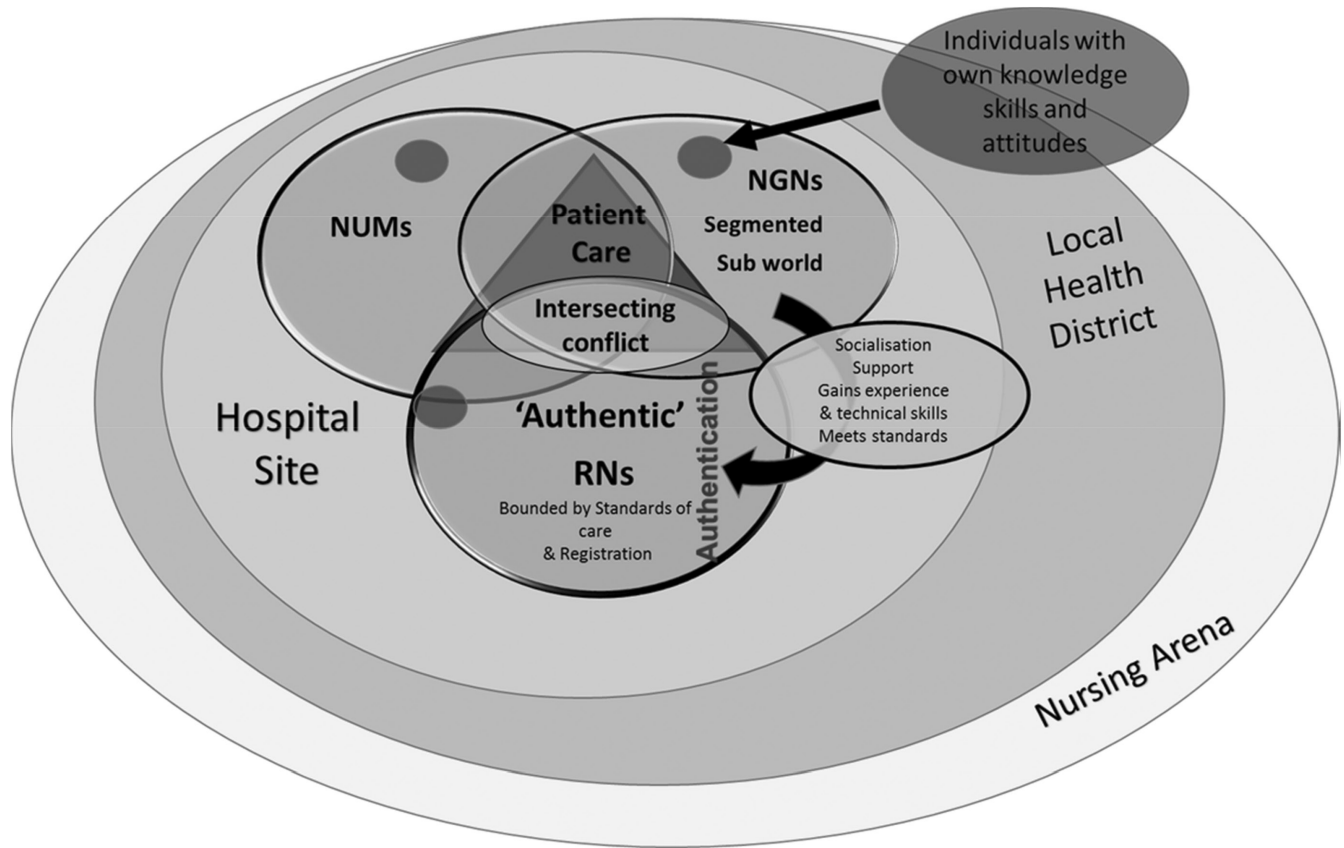 Individuals with
own knowledge
skills and
attitudes
NUMs
NGNs
Segmented
Sub world
Patient
Care
Intersecting
conflict
Local
Health
District
Socialisation
Support
Gains experience
& technical skills
Meets standards
Hospital
Site
‘Authentic’
RNs
Bounded by Standards of
care
& Registration
Authentication
Nursing Arena